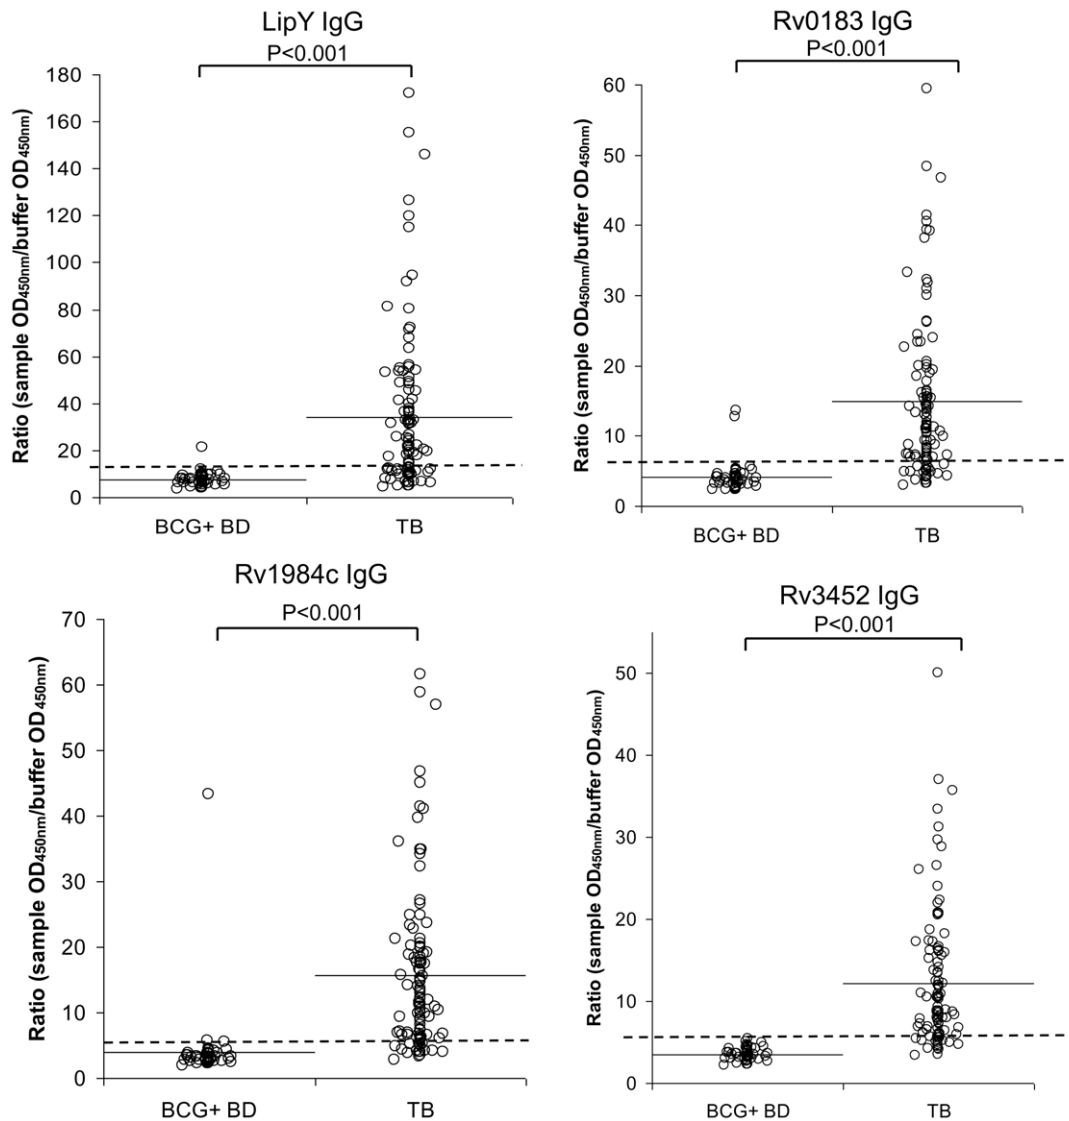 LipY IgG
P<0.001
Ratio (sample OD450nm/buffer OD450nm)
180
160
140
120
100
80
60
40
20
0
BCG+ BD
TB
Rv0183 IgG
P<0.001
Ratio (sample OD450nm/buffer OD450nm)
60
50
40
30
20
10
0
BCG+ BD
TB
Rv1984c IgG
P<0.001
Ratio (sample OD450nm/buffer OD450nm)
70
60
50
40
30
20
10
0
BCG+ BD
TB
Rv3452 IgG
P<0.001
Ratio (sample OD450nm/buffer OD450nm)
50
40
30
20
10
0
BCG+ BD
TB